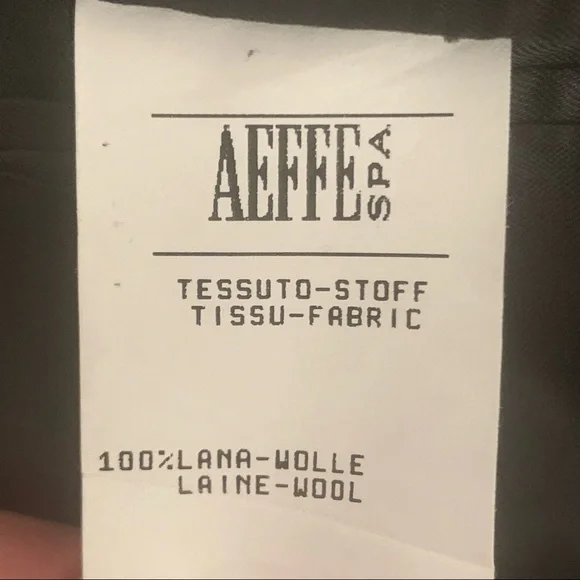 AEFFE SPA
TESSUTO-STOFF
TISSU-FABRIC
100%LANA-WOLLE
LAINE-WOOL